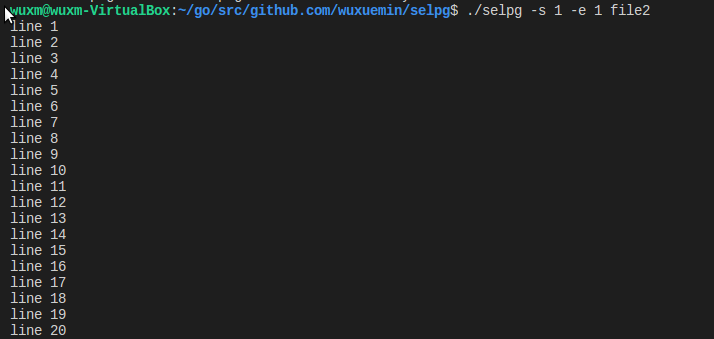 wuxm@wuxm-VirtualBox:~/go/src/github.com/wuxuemin/selpg$ ./selpg -s 1 -e 1 file2
line 1
line 2
line 3
line 4
line 5
line 6
line 7
line 8
line 9
line 10
line 11
line 12
line 13
line 14
line 15
line 16
line 17
line 18
line 19
line 20